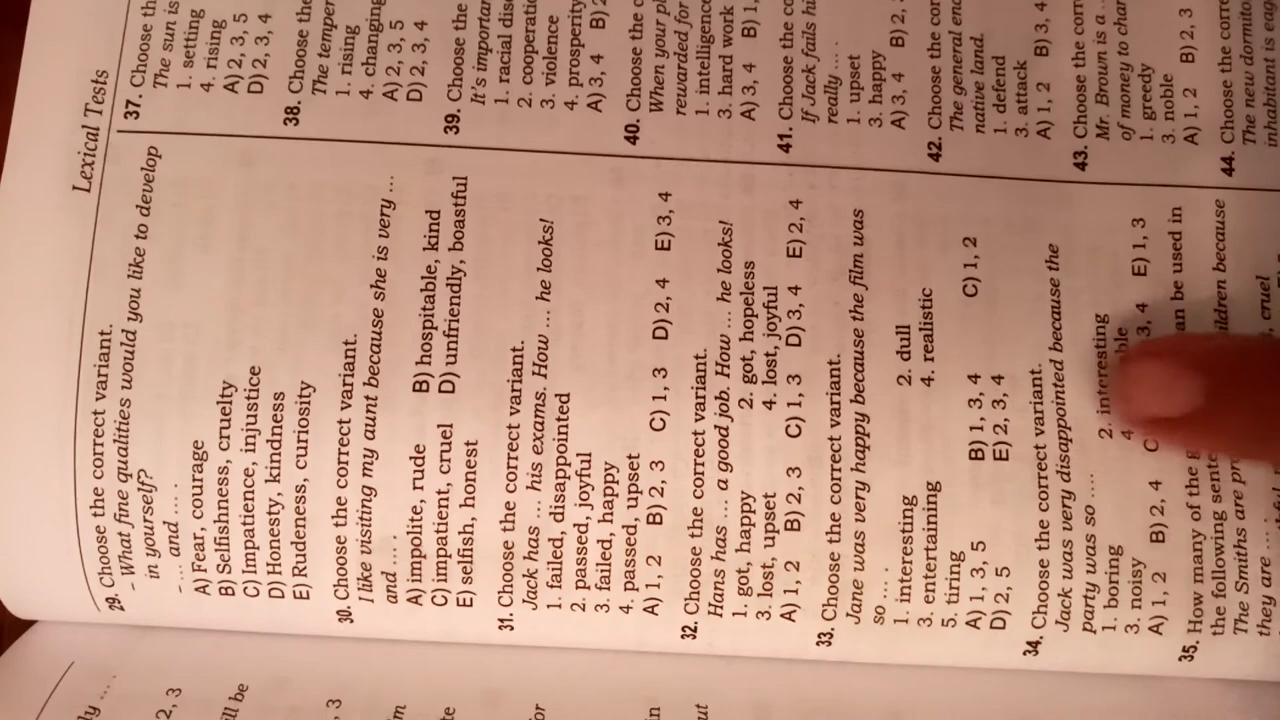 Lexical Tests
29. Choose the correct variant.
- What fine qualities would you like to develop
in yourself?
- ... and ... .
A) Fear, courage
B) Selfishness, cruelty
C) Impatience, injustice
D) Honesty, kindness
E) Rudeness, curiosity
30. Choose the correct variant.
I like visiting my aunt because she is very ...
and ... .
A) impolite, rude B) hospitable, kind
C) impatient, cruel D) unfriendly, boastful
E) selfish, honest
31. Choose the correct variant.
Jack has ... his exams. How ... he looks!
1. failed, disappointed
2. passed, joyful
3. failed, happy
4. passed, upset
A) 1, 2 B) 2, 3 C) 1, 3 D) 2, 4 E) 3, 4
32. Choose the correct variant.
Hans has ... a good job. How ... he looks!
1. got, happy 2. got, hopeless
3. lost, upset 4. lost, joyful
A) 1, 2 B) 2, 3 C) 1, 3 D) 3, 4 E) 2, 4
33. Choose the correct variant.
Jane was very happy because the film was
so ... .
1. interesting 2. dull
3. entertaining 4. realistic
5. tiring
A) 1, 3, 5 B) 1, 3, 4 C) 1, 2
D) 2, 5 E) 2, 3, 4
34. Choose the correct variant.
Jack was very disappointed because the
party was so ... .
1. boring 2. interesting
3. noisy 4.
A) 1, 2 B) 2, 4 C 3, 4 E) 1, 3
35. How many of the an be used in
the following sente
The Smiths are pr ildren because
they are ... , cruel
37. Choose th
The sun is
1. setting
4. rising
A) 2, 3, 5
D) 2, 3, 4
38. Choose the
The temper
1. rising
4. changing
A) 2, 3, 5
D) 2, 3, 4
39. Choose the
It's importan
1. racial disc
2. cooperatio
3. violence
4. prosperity
A) 3, 4 B) 2
40. Choose the c
When your pl
rewarded for
1. intelligence
3. hard work
A) 3, 4 B) 1,
41. Choose the co
If Jack fails hi
really ... .
1. upset
3. happy
A) 3, 4 B) 2,
42. Choose the cor
The general enc
native land.
1. defend
3. attack
A) 1, 2 B) 3, 4
43. Choose the corr
Mr. Brown is a ..
of money to char
1. greedy
3. noble
A) 1, 2 B) 2, 3
44. Choose the corre
The new dormito
inhabitant is eag